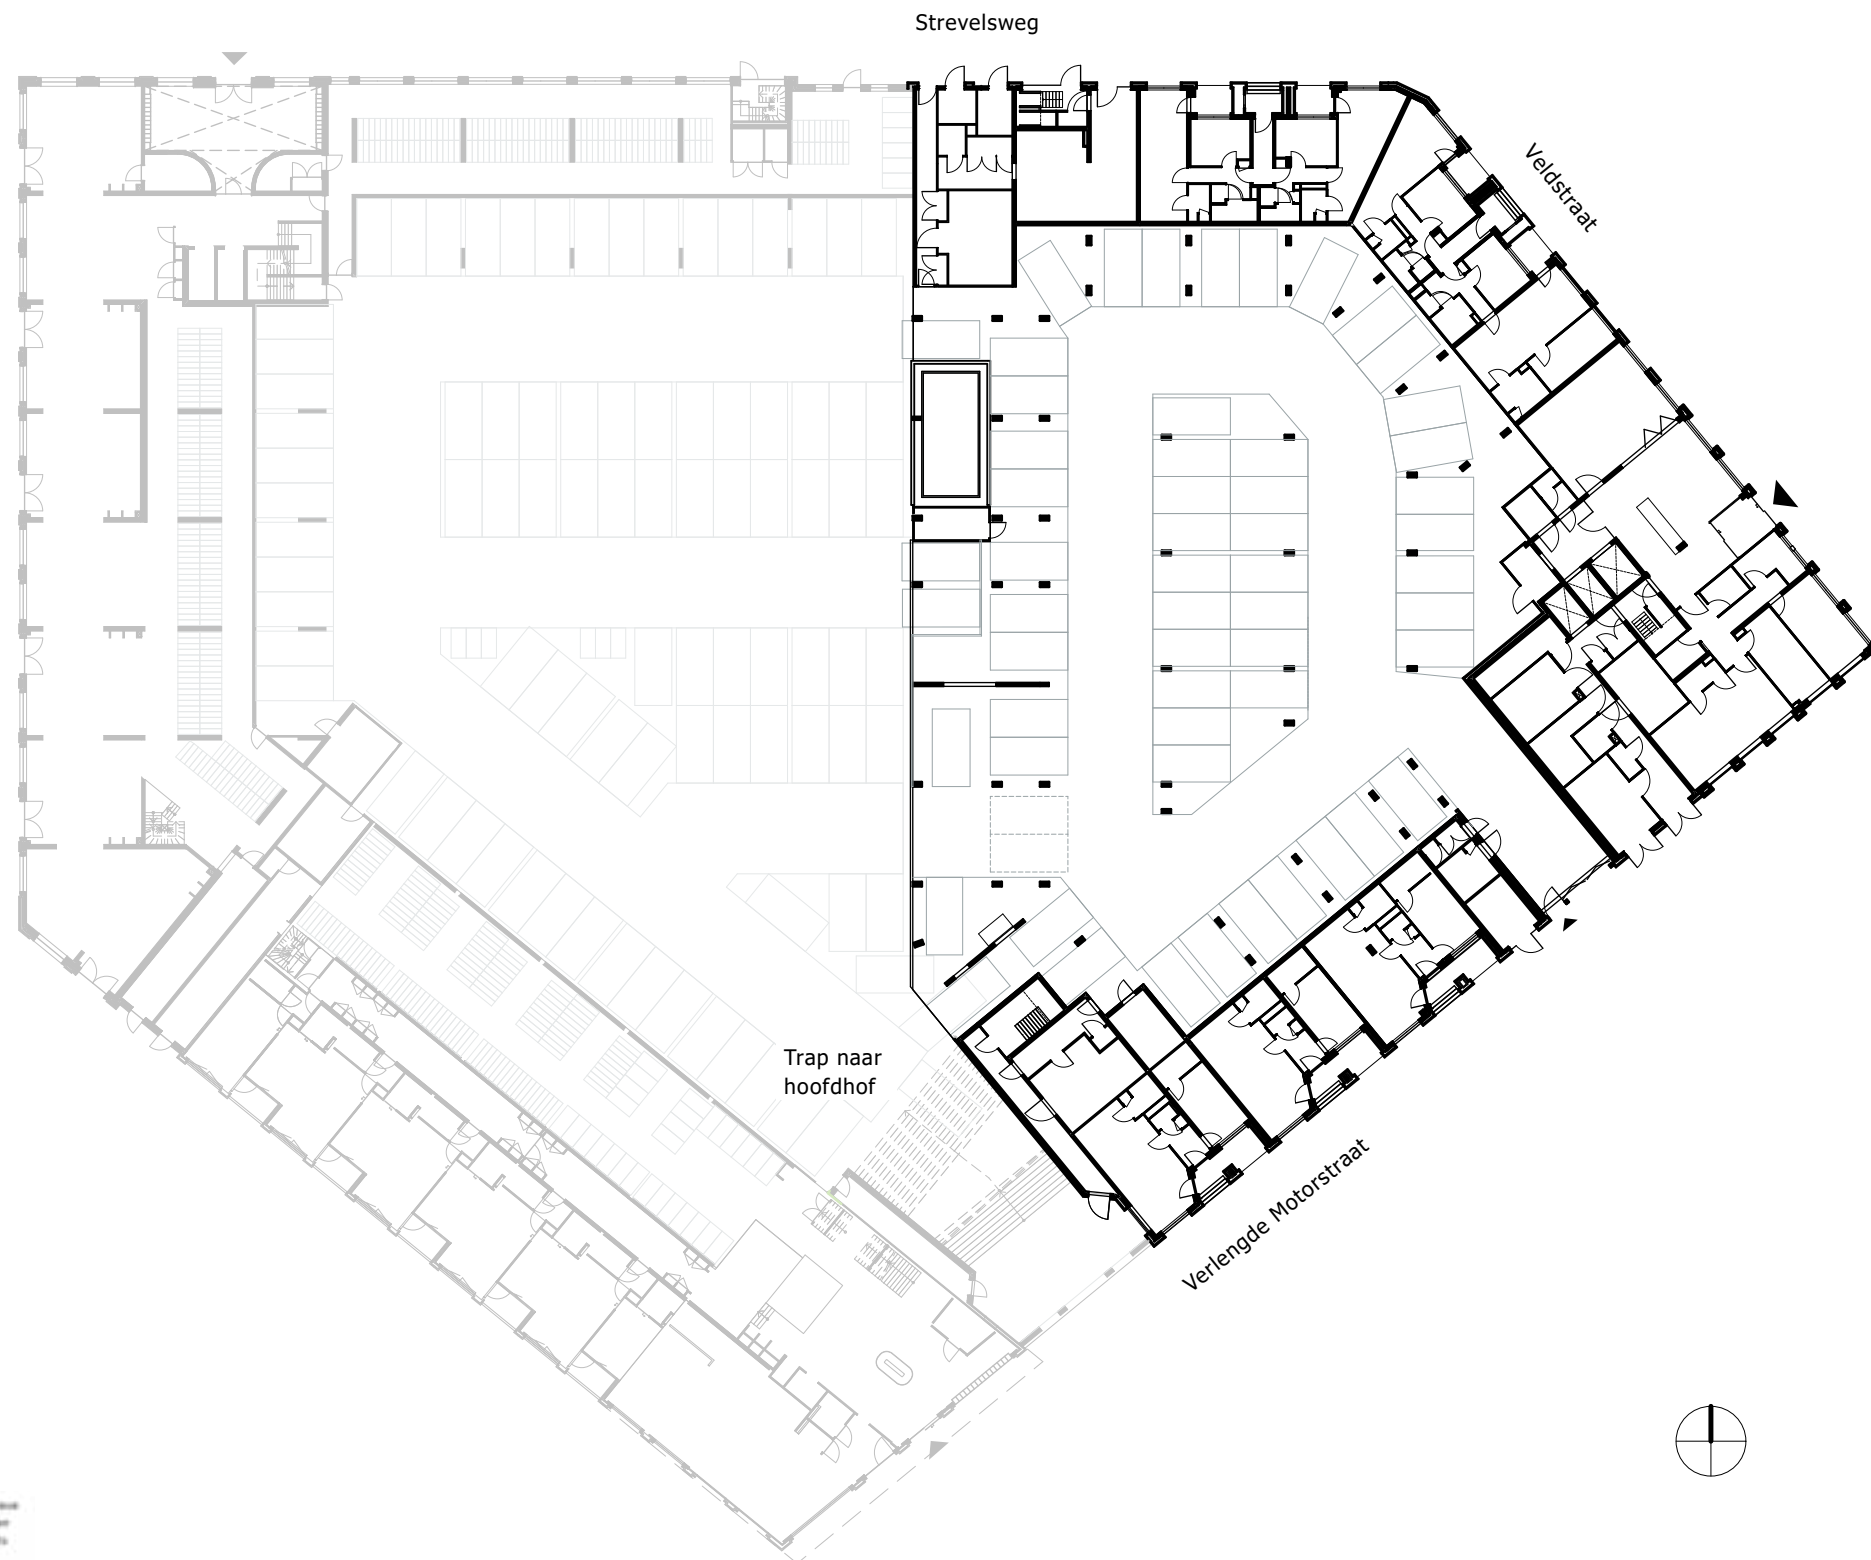 Strevelsweg
Veldstraat
Trap naar
hoofdhof
Verlengde Motorstraat